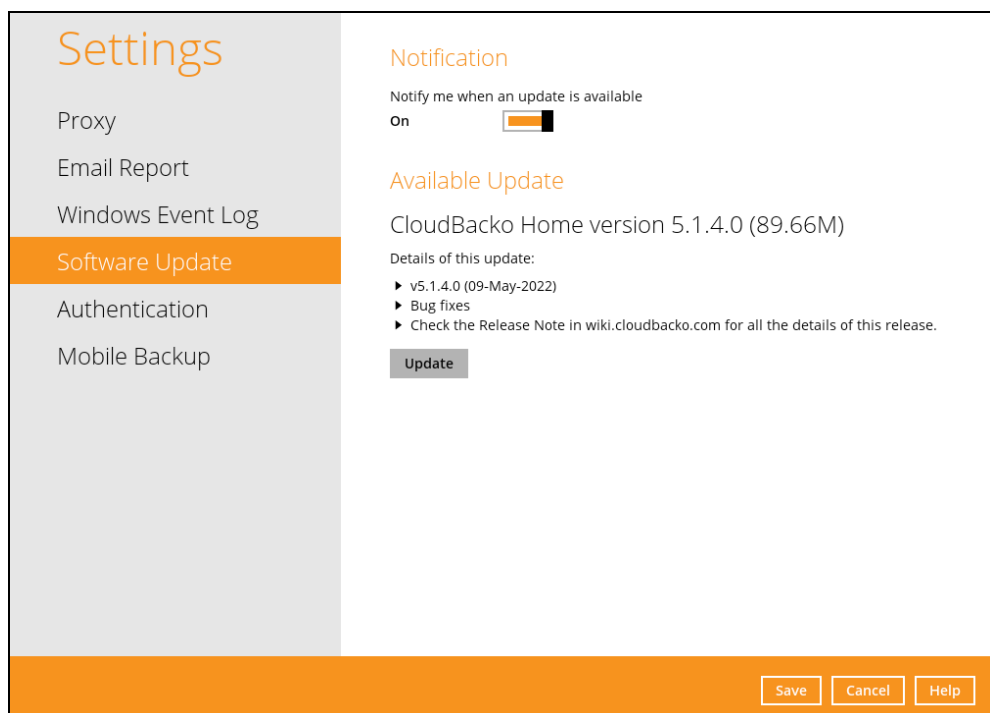 Settings
Proxy
Email Report
Windows Event Log
Software Update
Authentication
Mobile Backup
Notification
Notify me when an update is available
On
Available Update
CloudBacko Home version 5.1.4.0 (89.66M)
Details of this update:
v5.1.4.0 (09-May-2022)
Bug fixes
Check the Release Note in wiki.cloudbacko.com for all the details of this release.
Update
Save Cancel Help